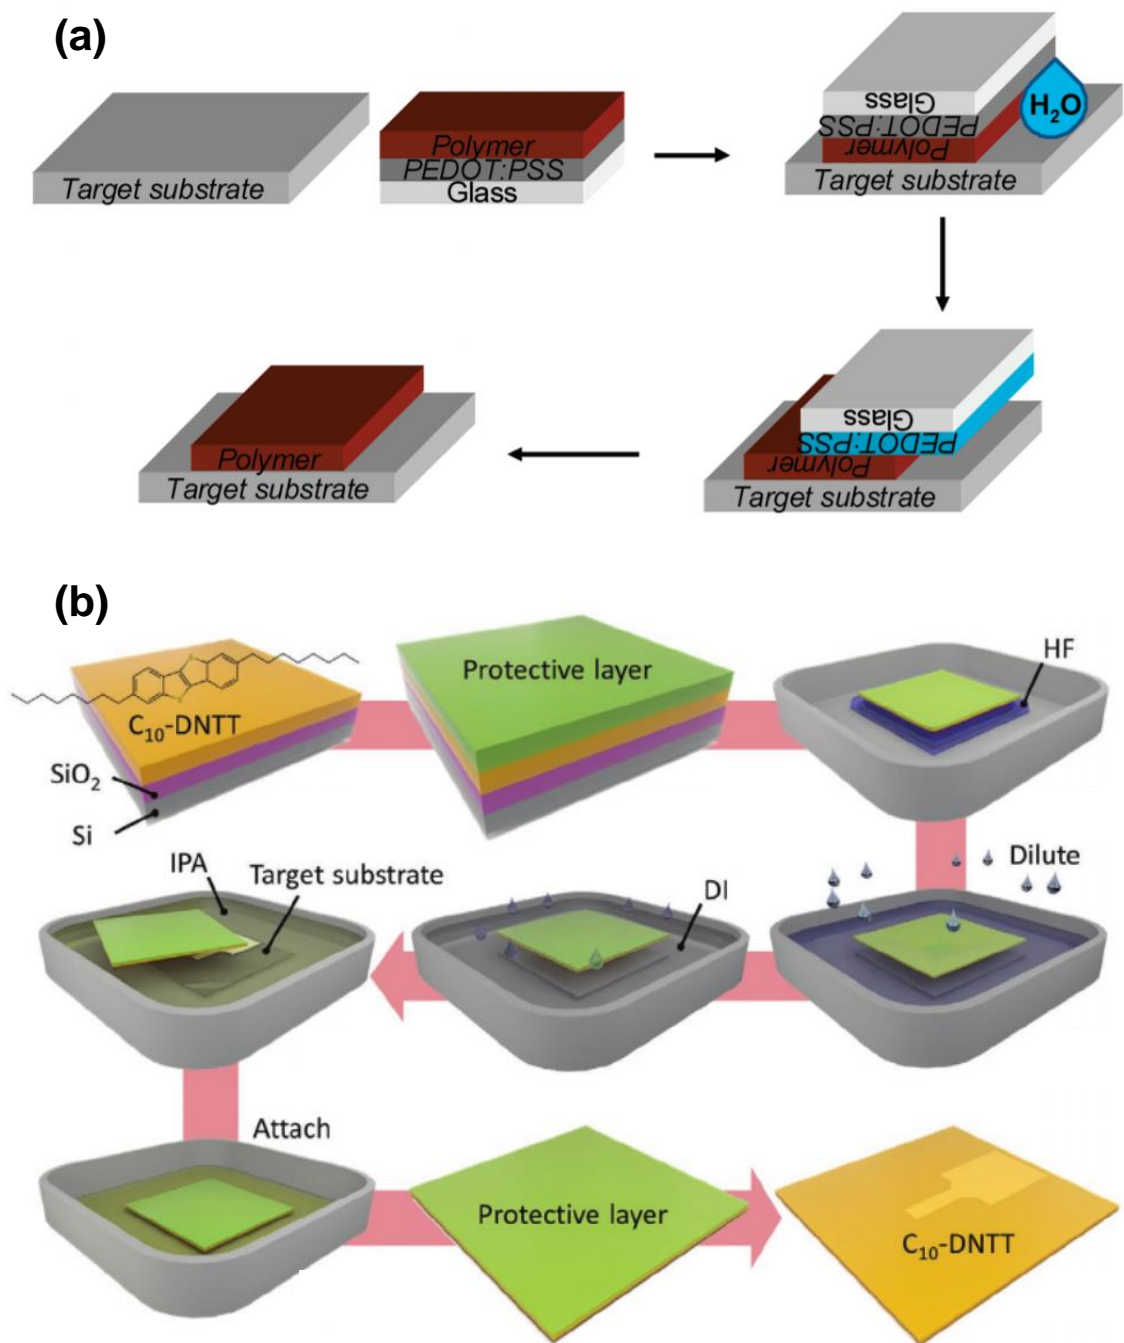 (a)
Target substrate
Polymer
PEDOT:PSS
Glass
Glass
PEDOT:PSS
Polymer
Target substrate
H₂O
Polymer
Target substrate
Glass
PEDOT:PSS
Polymer
Target substrate
(b)
C₁₀-DNTT
SiO₂
Si
Protective layer
HF
IPA
Target substrate
DI
Dilute
Attach
Protective layer
C₁₀-DNTT